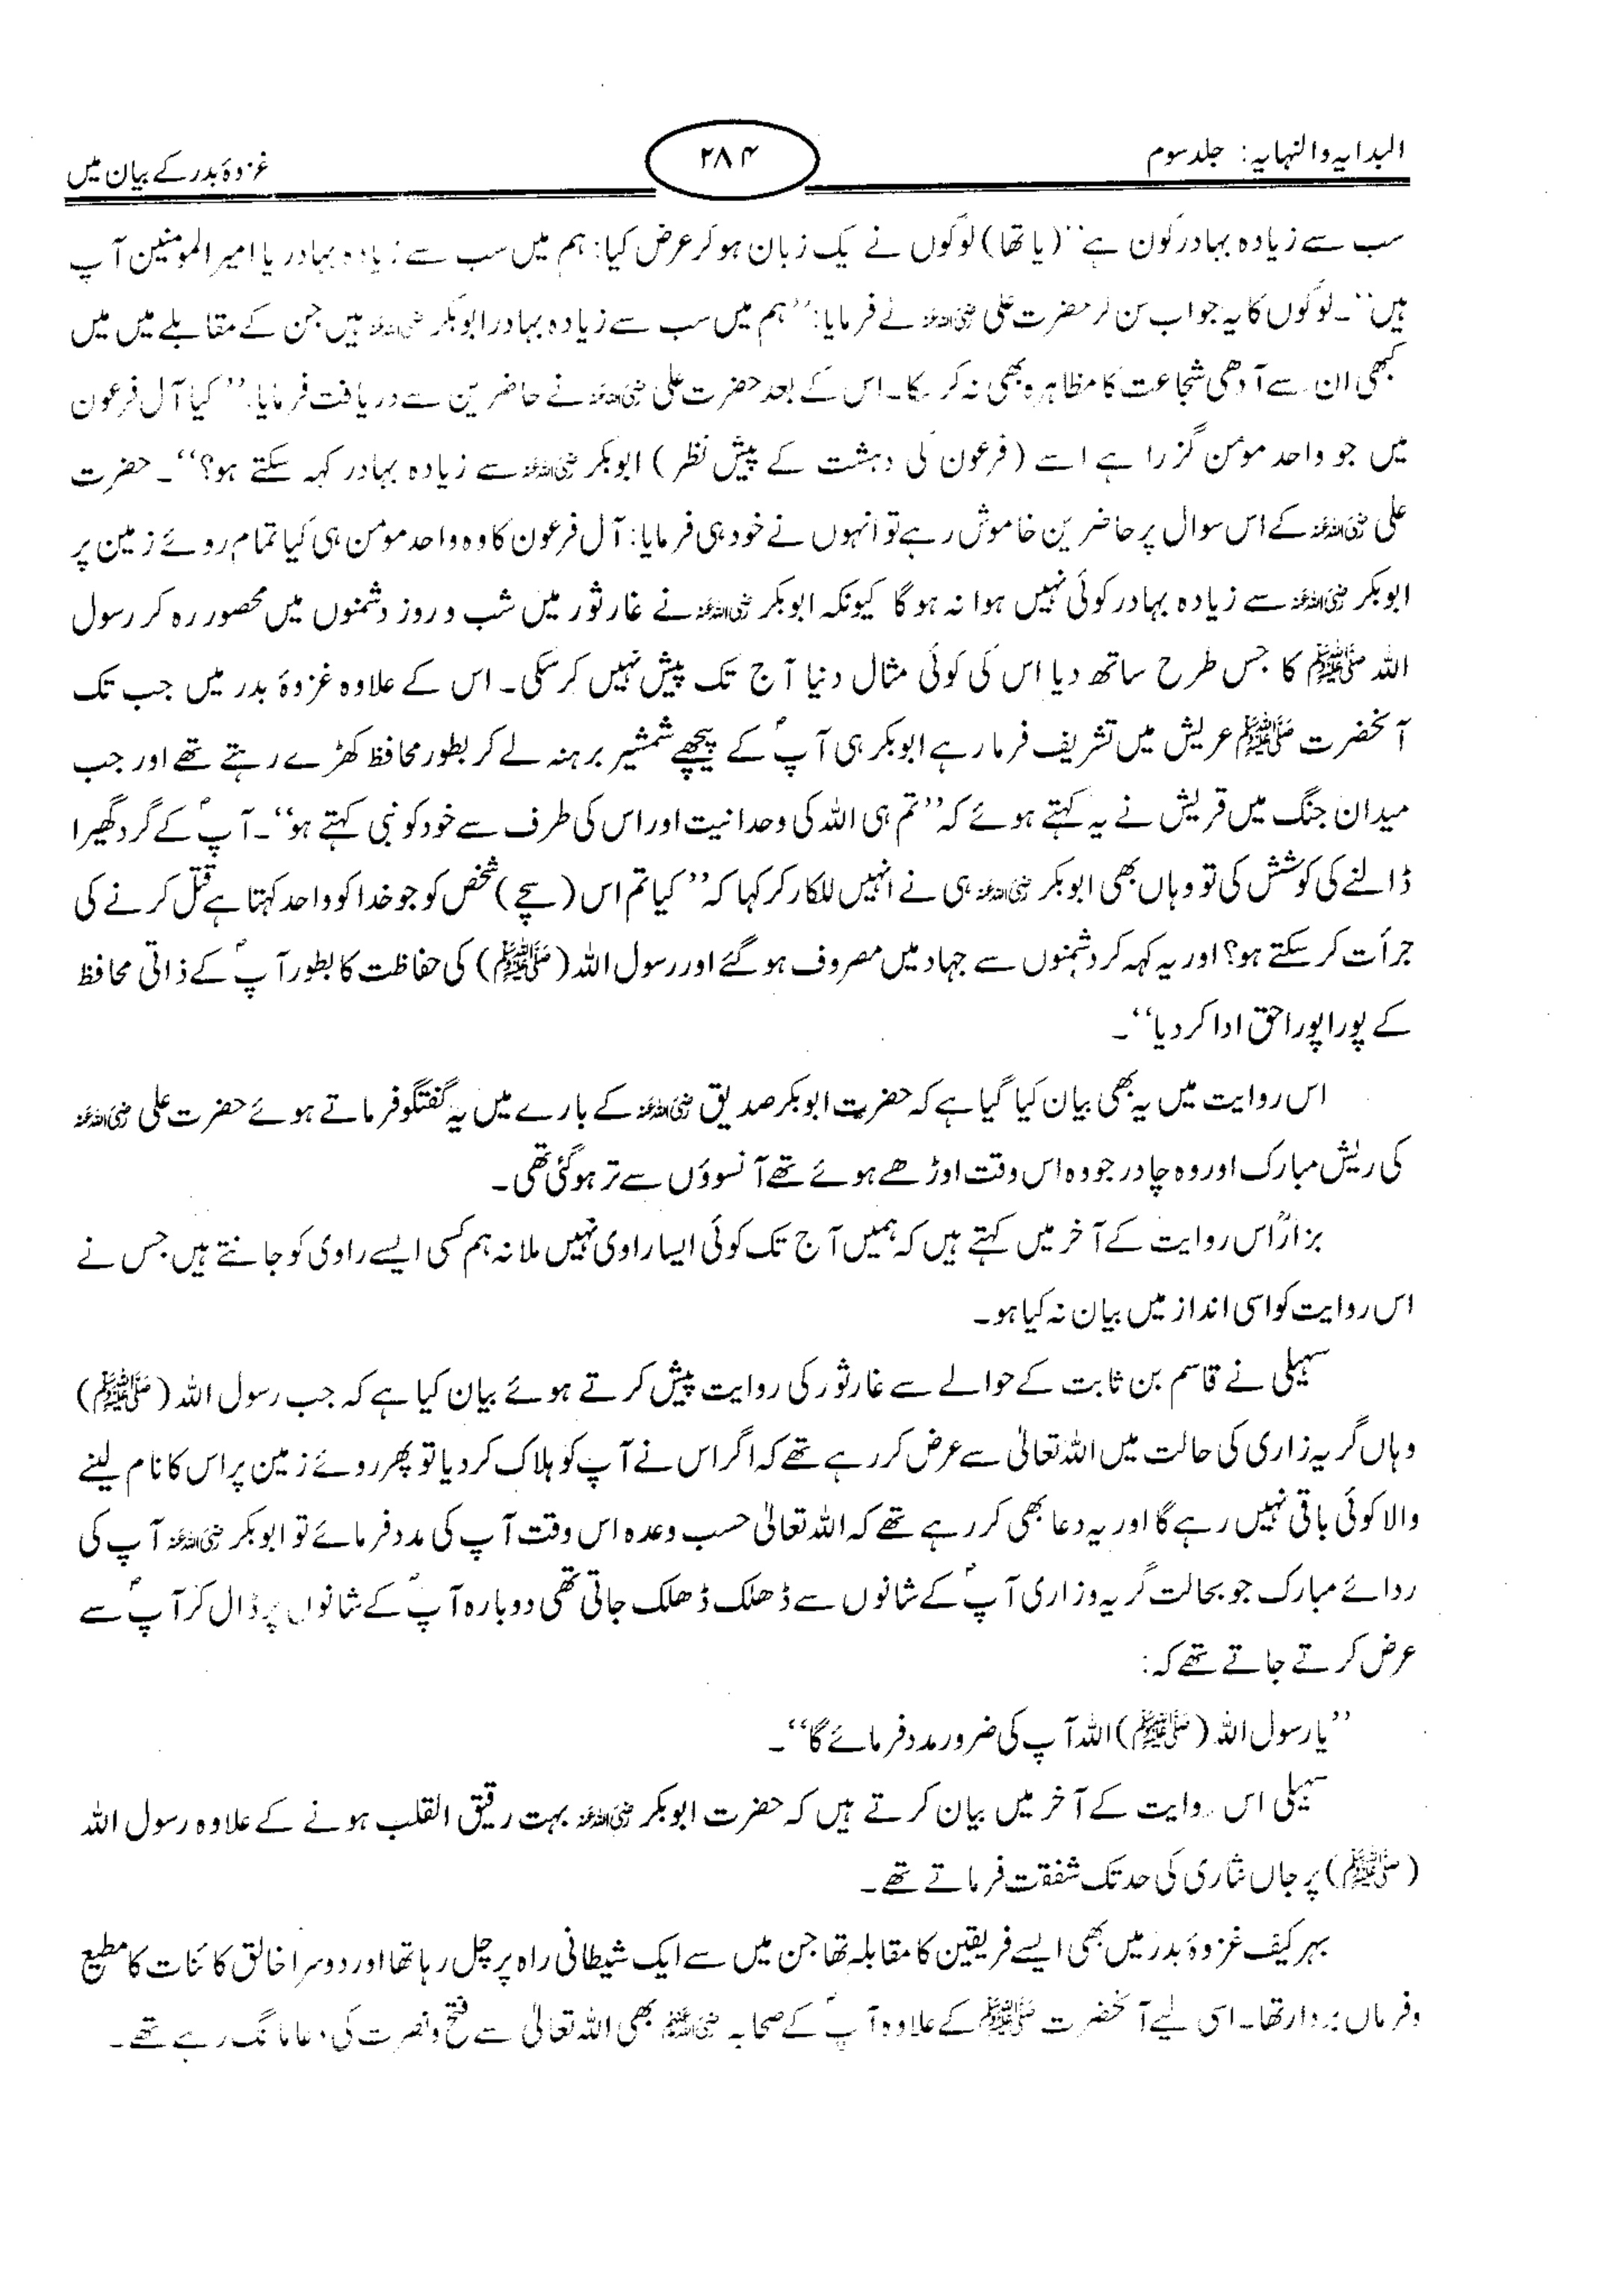 البدایہ والنہایہ: جلد سوم
۲۸۴
غزوۂ بدر کے بیان میں
سب سے زیادہ بہادر کون ہے‘‘ (یا تھا) لوگوں نے یک زبان ہو کر عرض کیا: ہم میں سب سے زیادہ بہادر یا امیر المومنین آپ
ہیں‘‘۔ لوگوں کا یہ جواب سن کر حضرت علی رضی اللہ عنہ نے فرمایا: ’’ہم میں سب سے زیادہ بہادر ابوبکر رضی اللہ عنہ ہیں جن کے مقابلے میں میں
کبھی ان سے آدھی شجاعت کا مظاہرہ بھی نہ کر سکا۔ اس کے بعد حضرت علی رضی اللہ عنہ نے حاضرین سے دریافت فرمایا: ’’کیا آل فرعون
میں جو واحد مومن گزرا ہے اسے (فرعون کی دہشت کے پیش نظر) ابوبکر رضی اللہ عنہ سے زیادہ بہادر کہہ سکتے ہو؟‘‘۔ حضرت
علی رضی اللہ عنہ کے اس سوال پر حاضرین خاموش رہے تو انہوں نے خود ہی فرمایا: آل فرعون کا وہ واحد مومن ہی کیا تمام روئے زمین پر
ابوبکر رضی اللہ عنہ سے زیادہ بہادر کوئی نہیں ہوا نہ ہو گا کیونکہ ابوبکر رضی اللہ عنہ نے غار ثور میں شب و روز دشمنوں میں محصور رہ کر رسول
اللہ ﷺ کا جس طرح ساتھ دیا اس کی کوئی مثال دنیا آج تک پیش نہیں کر سکی۔ اس کے علاوہ غزوۂ بدر میں جب تک
آنحضرت ﷺ عریش میں تشریف فرما رہے ابوبکر ہی آپؐ کے پیچھے شمشیر برہنہ لے کر بطور محافظ کھڑے رہتے تھے اور جب
میدان جنگ میں قریش نے یہ کہتے ہوئے کہ ’’تم ہی اللہ کی وحدانیت اور اس کی طرف سے خود کو نبی کہتے ہو‘‘۔ آپؐ کے گرد گھیرا
ڈالنے کی کوشش کی تو وہاں بھی ابوبکر رضی اللہ عنہ ہی نے انہیں للکار کر کہا کہ ’’کیا تم اس (سچے) شخص کو جو خدا کو واحد کہتا ہے قتل کرنے کی
جرأت کر سکتے ہو؟ اور یہ کہہ کر دشمنوں سے جہاد میں مصروف ہو گئے اور رسول اللہ (ﷺ) کی حفاظت کا بطور آپؐ کے ذاتی محافظ
کے پورا پورا حق ادا کر دیا‘‘۔
اس روایت میں یہ بھی بیان کیا گیا ہے کہ حضرت ابوبکر صدیق رضی اللہ عنہ کے بارے میں یہ گفتگو فرماتے ہوئے حضرت علی رضی اللہ عنہ
کی ریش مبارک اور وہ چادر جو وہ اس وقت اوڑھے ہوئے تھے آنسوؤں سے تر ہو گئی تھی۔
بزارؒ اس روایت کے آخر میں کہتے ہیں کہ ہمیں آج تک کوئی ایسا راوی نہیں ملا نہ ہم کسی ایسے راوی کو جانتے ہیں جس نے
اس روایت کو اسی انداز میں بیان نہ کیا ہو۔
سہیلی نے قاسم بن ثابت کے حوالے سے غار ثور کی روایت پیش کرتے ہوئے بیان کیا ہے کہ جب رسول اللہ (ﷺ)
وہاں گریہ زاری کی حالت میں اللہ تعالیٰ سے عرض کر رہے تھے کہ اگر اس نے آپ کو ہلاک کر دیا تو پھر روئے زمین پر اس کا نام لینے
والا کوئی باقی نہیں رہے گا اور یہ دعا بھی کر رہے تھے کہ اللہ تعالیٰ حسب وعدہ اس وقت آپ کی مدد فرمائے تو ابوبکر رضی اللہ عنہ آپ کی
ردائے مبارک جو بحالت گریہ وزاری آپؐ کے شانوں سے ڈھلک ڈھلک جاتی تھی دوبارہ آپؐ کے شانوں پر ڈال کر آپؐ سے
عرض کرتے جاتے تھے کہ:
’’یا رسول اللہ (ﷺ) اللہ آپ کی ضرور مدد فرمائے گا‘‘۔
سہیلی اس روایت کے آخر میں بیان کرتے ہیں کہ حضرت ابوبکر رضی اللہ عنہ بہت رقیق القلب ہونے کے علاوہ رسول اللہ
(ﷺ) پر جاں نثاری کی حد تک شفقت فرماتے تھے۔
بہر کیف غزوۂ بدر میں بھی ایسے فریقین کا مقابلہ تھا جن میں سے ایک شیطانی راہ پر چل رہا تھا اور دوسرا خالق کائنات کا مطیع
وفرماں بردار تھا۔ اسی لیے آنحضرت ﷺ کے علاوہ آپؐ کے صحابہ رضی اللہ عنہم بھی اللہ تعالیٰ سے فتح و نصرت کی دعا مانگ رہے تھے۔